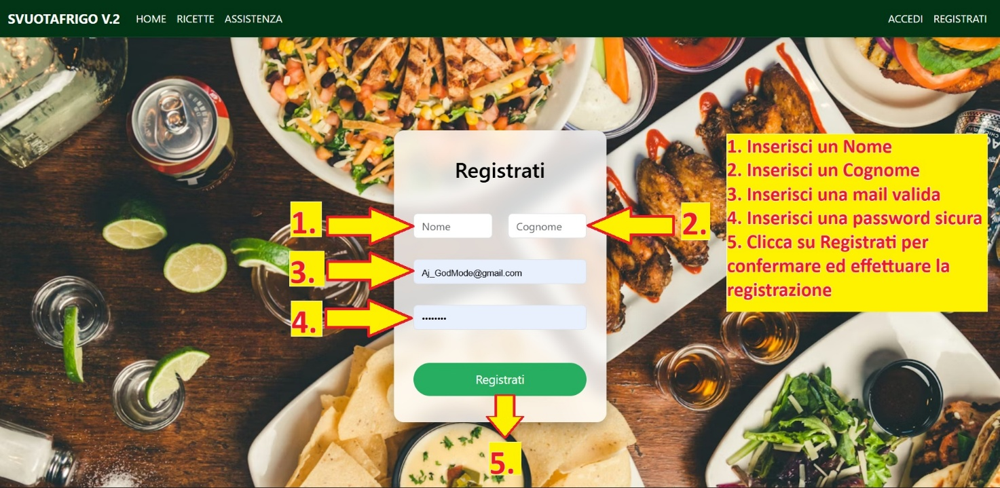 SVUOTAFRIGO V.2 HOME RICETTE ASSISTENZA ACCEDI REGISTRATI
Registrati
1. Inserisci un Nome
2. Inserisci un Cognome
3. Inserisci una mail valida
4. Inserisci una password sicura
5. Clicca su Registrati per
confermare ed effettuare la
registrazione
1. Nome Cognome 2.
3. Aj_GodMode@gmail.com
4. ••••••••
Registrati
5.